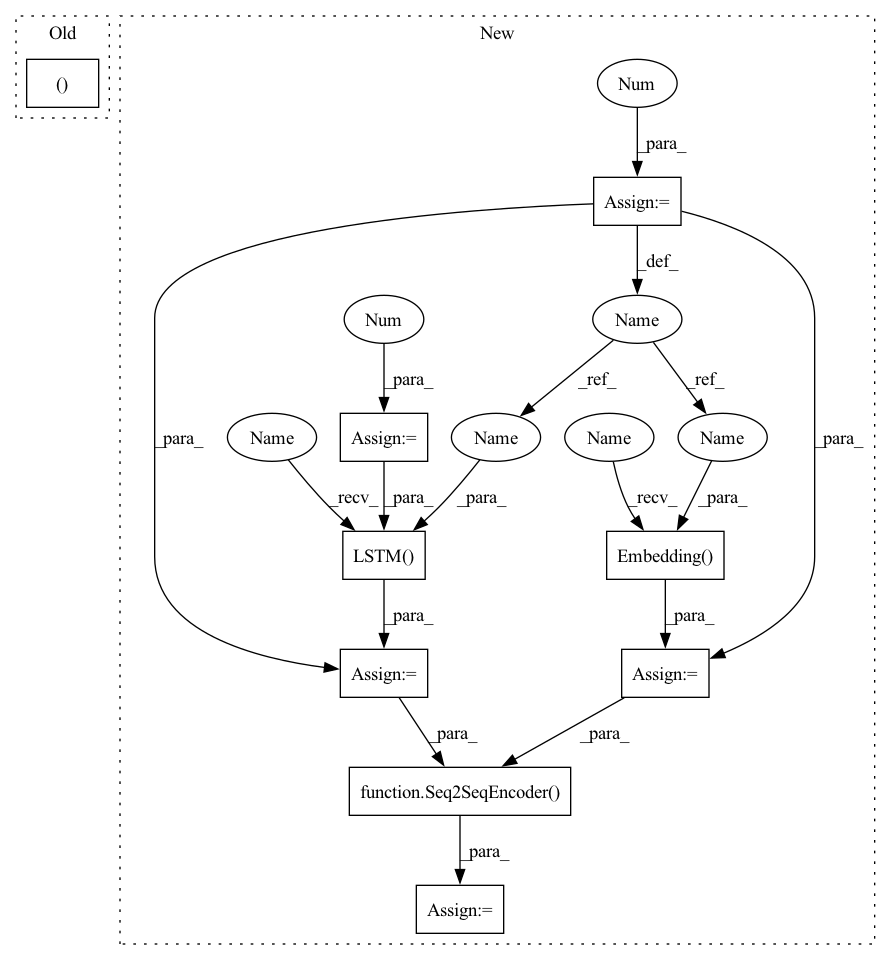 Old
New
()
Num
_para_
Assign:=
_def_
Num
Name
_para_
_ref_
_ref_
_para_
Name
Assign:=
Name
Name
Name
_para_
_recv_
_para_
_para_
_recv_
_para_
LSTM()
Embedding()
_para_
_para_
Assign:=
Assign:=
_para_
_para_
function.Seq2SeqEncoder()
_para_
Assign:=